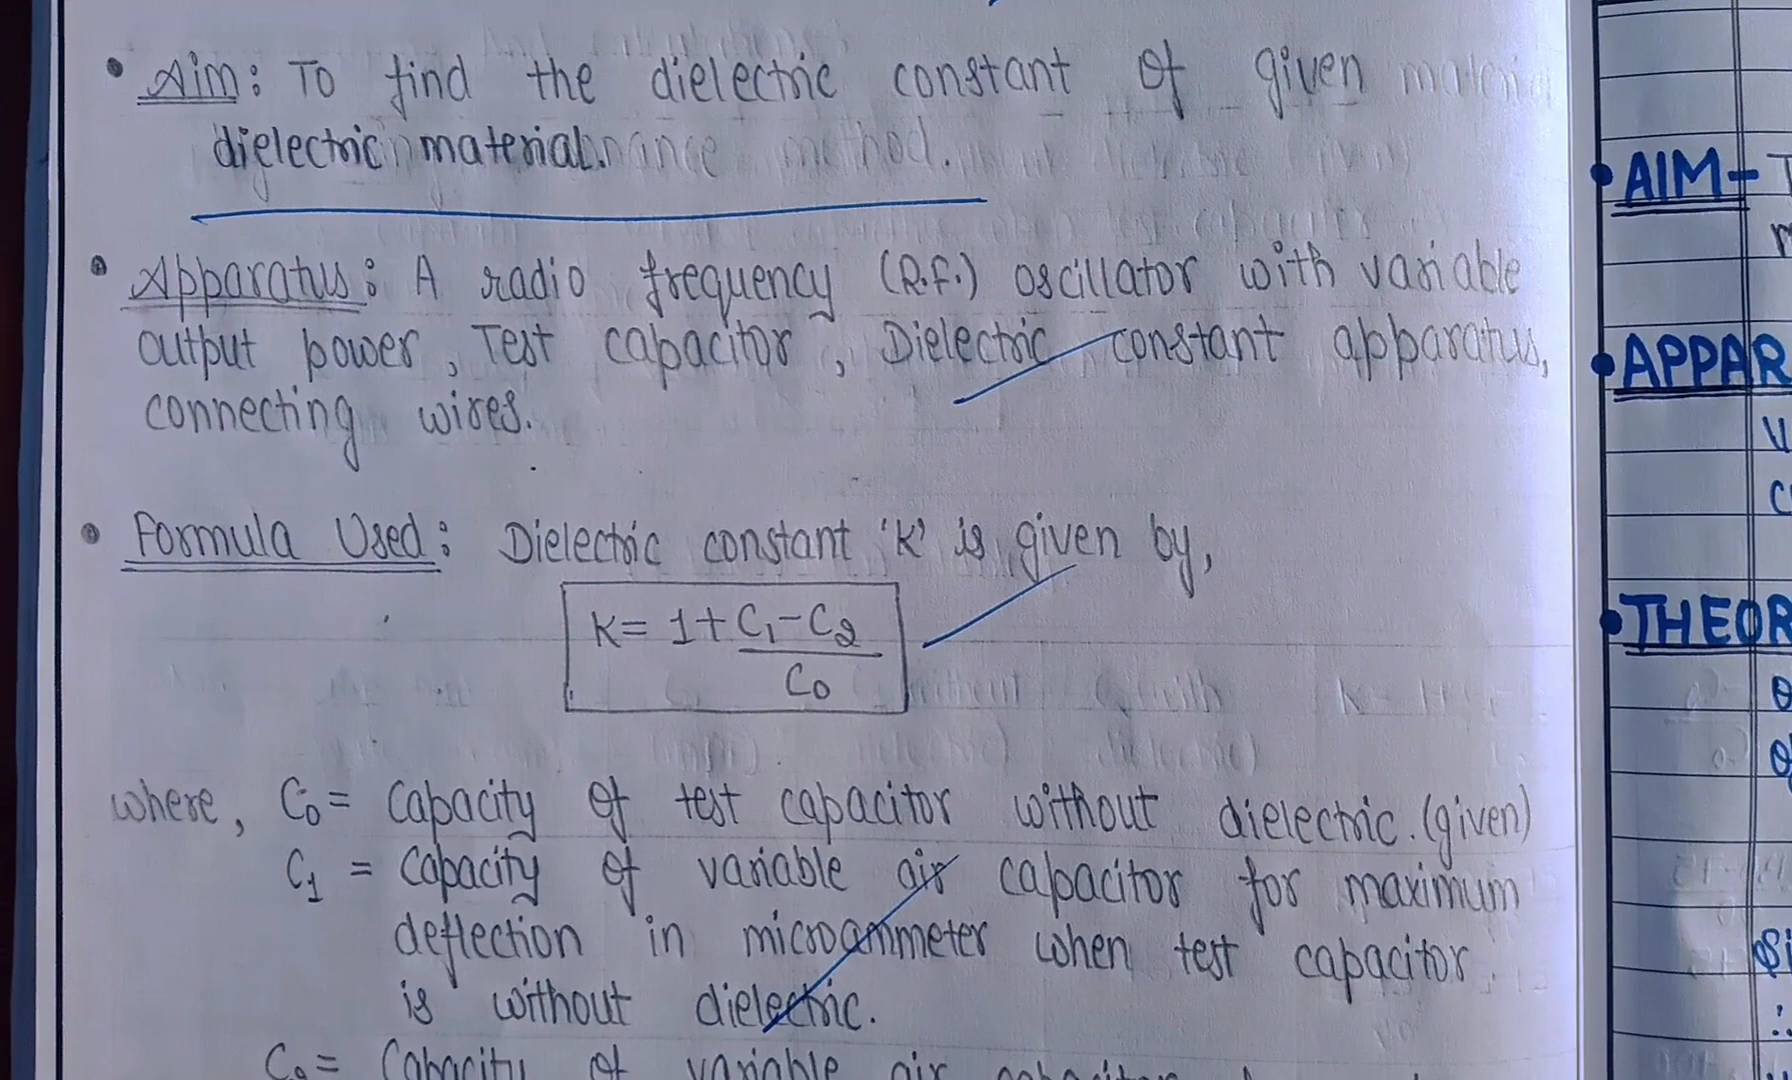 • Aim: To find the dielectric constant of given
dielectric material.
• Apparatus: A radio frequency (R.F.) oscillator with variable
output power, Test capacitor, Dielectric constant apparatus,
connecting wires.
• Formula Used: Dielectric constant 'K' is given by,
K = 1 + C₁ - C₂
C₀
where, C₀ = Capacity of test capacitor without dielectric. (given)
C₁ = Capacity of variable air capacitor for maximum
deflection in microammeter when test capacitor
is without dielectric.
Capacity of variable air
• AIM-
• APPAR
• THEOR